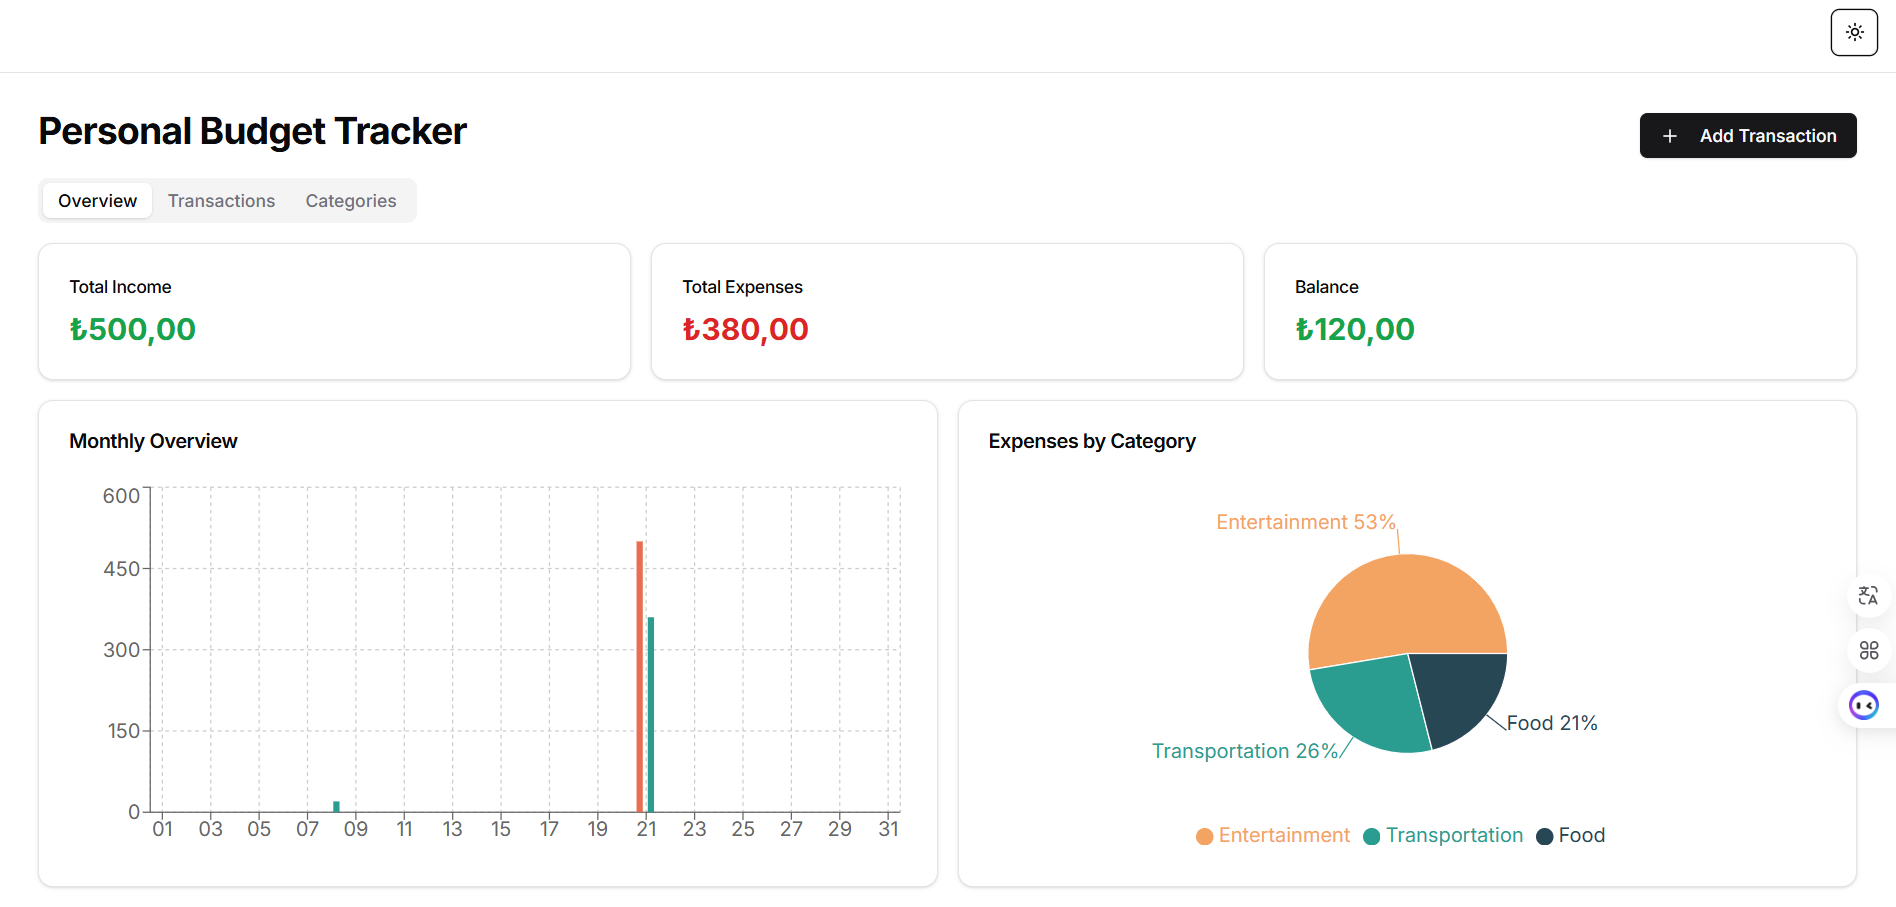 Personal Budget Tracker
+ Add Transaction
Overview Transactions Categories
Total Income
₺500,00
Total Expenses
₺380,00
Balance
₺120,00
Monthly Overview
600
450
300
150
0
01 03 05 07 09 11 13 15 17 19 21 23 25 27 29 31
Expenses by Category
Entertainment 53%
Food 21%
Transportation 26%
Entertainment Transportation Food